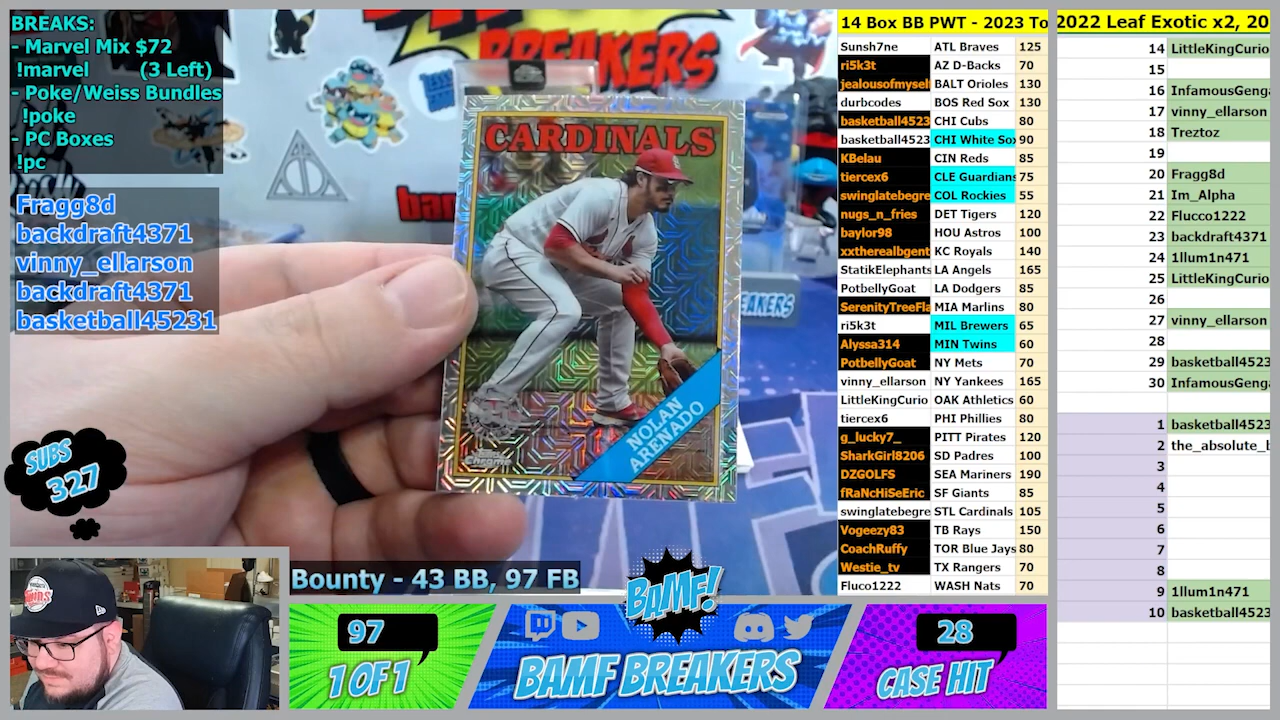 BREAKS:
- Marvel Mix $72
!marvel (3 Left)
- Poke/Weiss Bundles
!poke
- PC Boxes
!pc
Fragg8d
backdraft4371
vinny_ellarson
backdraft4371
basketball45231
SUBS
327
BREAKERS
CARDINALS
NOLAN
ARENADO
Chrome
Bounty - 43 BB, 97 FB
97
1 OF 1
BAMF!
BAMF BREAKERS
28
CASE HIT
14 Box BB PWT - 2023 To
Sunsh7ne ATL Braves 125
ri5k3t AZ D-Backs 70
jealousofmysel BALT Orioles 130
durbcodes BOS Red Sox 130
basketball4523 CHI Cubs 80
basketball4523 CHI White Sox 90
KBelau CIN Reds 85
tiercex6 CLE Guardians 75
swinglatebegre COL Rockies 55
nugs_n_fries DET Tigers 120
baylor98 HOU Astros 100
xxtherealbgent KC Royals 140
StatikElephants LA Angels 165
PotbellyGoat LA Dodgers 85
SerenityTreeFla MIA Marlins 80
ri5k3t MIL Brewers 65
Alyssa314 MIN Twins 60
PotbellyGoat NY Mets 70
vinny_ellarson NY Yankees 165
LittleKingCurio OAK Athletics 60
tiercex6 PHI Phillies 80
g_lucky7_ PITT Pirates 120
SharkGirl8206 SD Padres 100
DZGOLFS SEA Mariners 190
fRaNcHiSeEric SF Giants 85
swinglatebegre STL Cardinals 105
Vogeezy83 TB Rays 150
CoachRuffy TOR Blue Jays 80
Westie_tv TX Rangers 70
Fluco1222 WASH Nats 70
2022 Leaf Exotic x2, 20
14 LittleKingCurio
15
16 InfamousGenga
17 vinny_ellarson
18 Treztoz
19
20 Fragg8d
21 Im_Alpha
22 Flucco1222
23 backdraft4371
24 1llum1n471
25 LittleKingCurio
26
27 vinny_ellarson
28
29 basketball4523
30 InfamousGenga
1 basketball4523
2 the_absolute_b
3
4
5
6
7
8
9 1llum1n471
10 basketball4523